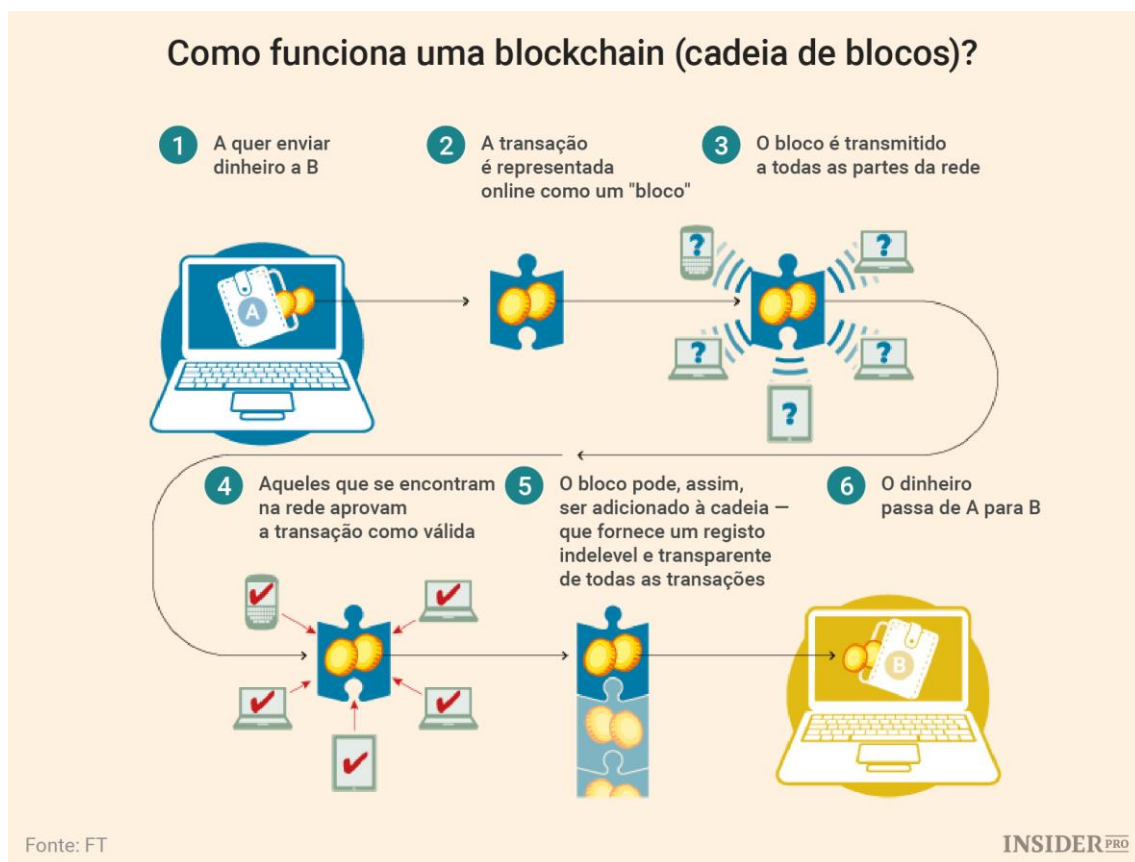 Como funciona uma blockchain (cadeia de blocos)?
1
A quer enviar
dinheiro a B
2
A transação
é representada
online como um "bloco"
3
O bloco é transmitido
a todas as partes da rede
A
?
?
?
?
?
4
Aqueles que se encontram
na rede aprovam
a transação como válida
5
O bloco pode, assim,
ser adicionado à cadeia —
que fornece um registo
indelevel e transparente
de todas as transações
6
O dinheiro
passa de A para B
B
Fonte: FT
INSIDER PRO